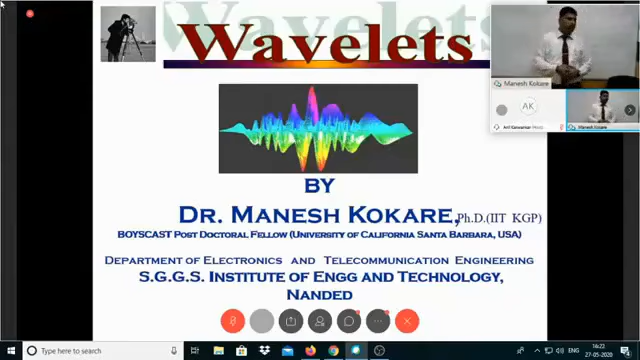 Wavelets
Manesh Kokare
AK
Manesh Kokare
BY
DR. MANESH KOKARE, Ph.D.(IIT KGP)
BOYSCAST POST DOCTORAL FELLOW (UNIVERSITY OF CALIFORNIA SANTA BARBARA, USA)
DEPARTMENT OF ELECTRONICS AND TELECOMMUNICATION ENGINEERING
S.G.G.S. INSTITUTE OF ENGG AND TECHNOLOGY,
NANDED
Type here to search
ENG
16:22
27-05-2020